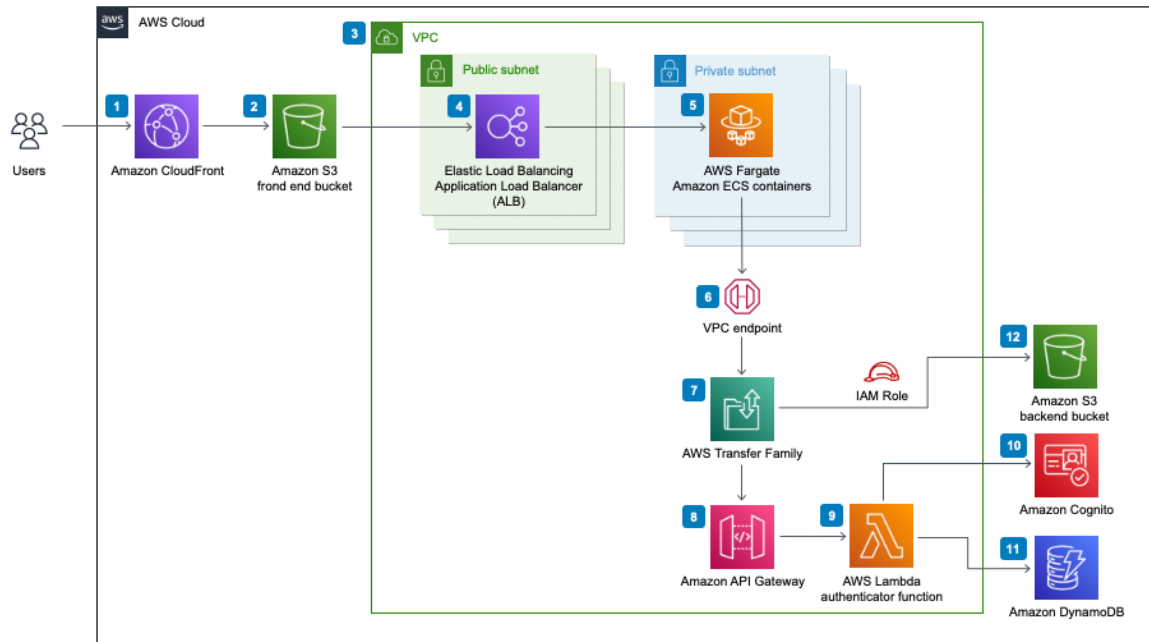 aws
AWS Cloud
3
VPC
Public subnet
Private subnet
1
2
4
5
Users
Amazon CloudFront
Amazon S3
frond end bucket
Elastic Load Balancing
Application Load Balancer
(ALB)
AWS Fargate
Amazon ECS containers
6
VPC endpoint
12
IAM Role
Amazon S3
backend bucket
7
AWS Transfer Family
10
Amazon Cognito
8
9
Amazon API Gateway
AWS Lambda
authenticator function
11
Amazon DynamoDB